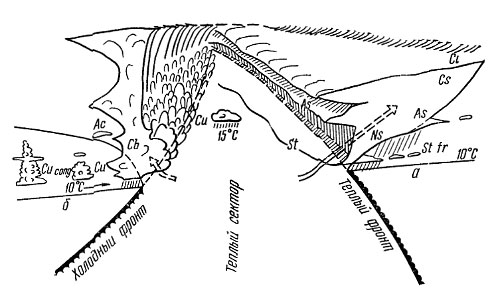 Ci
Cs
Ac
Cu
As
Cb
15°C
St
Ns
St fr
Cu cong
Cu
10°C
10°C
а
б
Холодный фронт
Теплый сектор
Теплый фронт